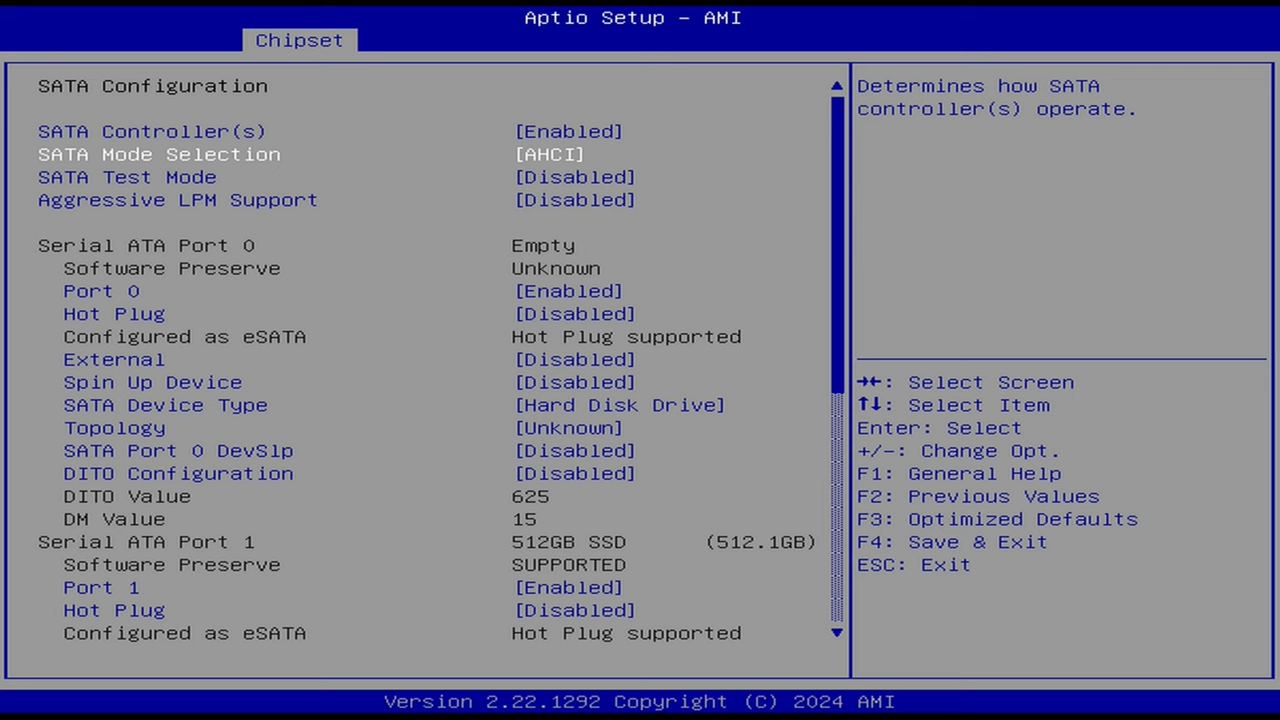 Aptio Setup – AMI
Chipset
SATA Configuration
SATA Controller(s) [Enabled]
SATA Mode Selection [AHCI]
SATA Test Mode [Disabled]
Aggressive LPM Support [Disabled]
Serial ATA Port 0 Empty
Software Preserve Unknown
Port 0 [Enabled]
Hot Plug [Disabled]
Configured as eSATA Hot Plug supported
External [Disabled]
Spin Up Device [Disabled]
SATA Device Type [Hard Disk Drive]
Topology [Unknown]
SATA Port 0 DevSlp [Disabled]
DITO Configuration [Disabled]
DITO Value 625
DM Value 15
Serial ATA Port 1 512GB SSD (512.1GB)
Software Preserve SUPPORTED
Port 1 [Enabled]
Hot Plug [Disabled]
Configured as eSATA Hot Plug supported
Determines how SATA
controller(s) operate.
→←: Select Screen
↑↓: Select Item
Enter: Select
+/-: Change Opt.
F1: General Help
F2: Previous Values
F3: Optimized Defaults
F4: Save & Exit
ESC: Exit
Version 2.22.1292 Copyright (C) 2024 AMI